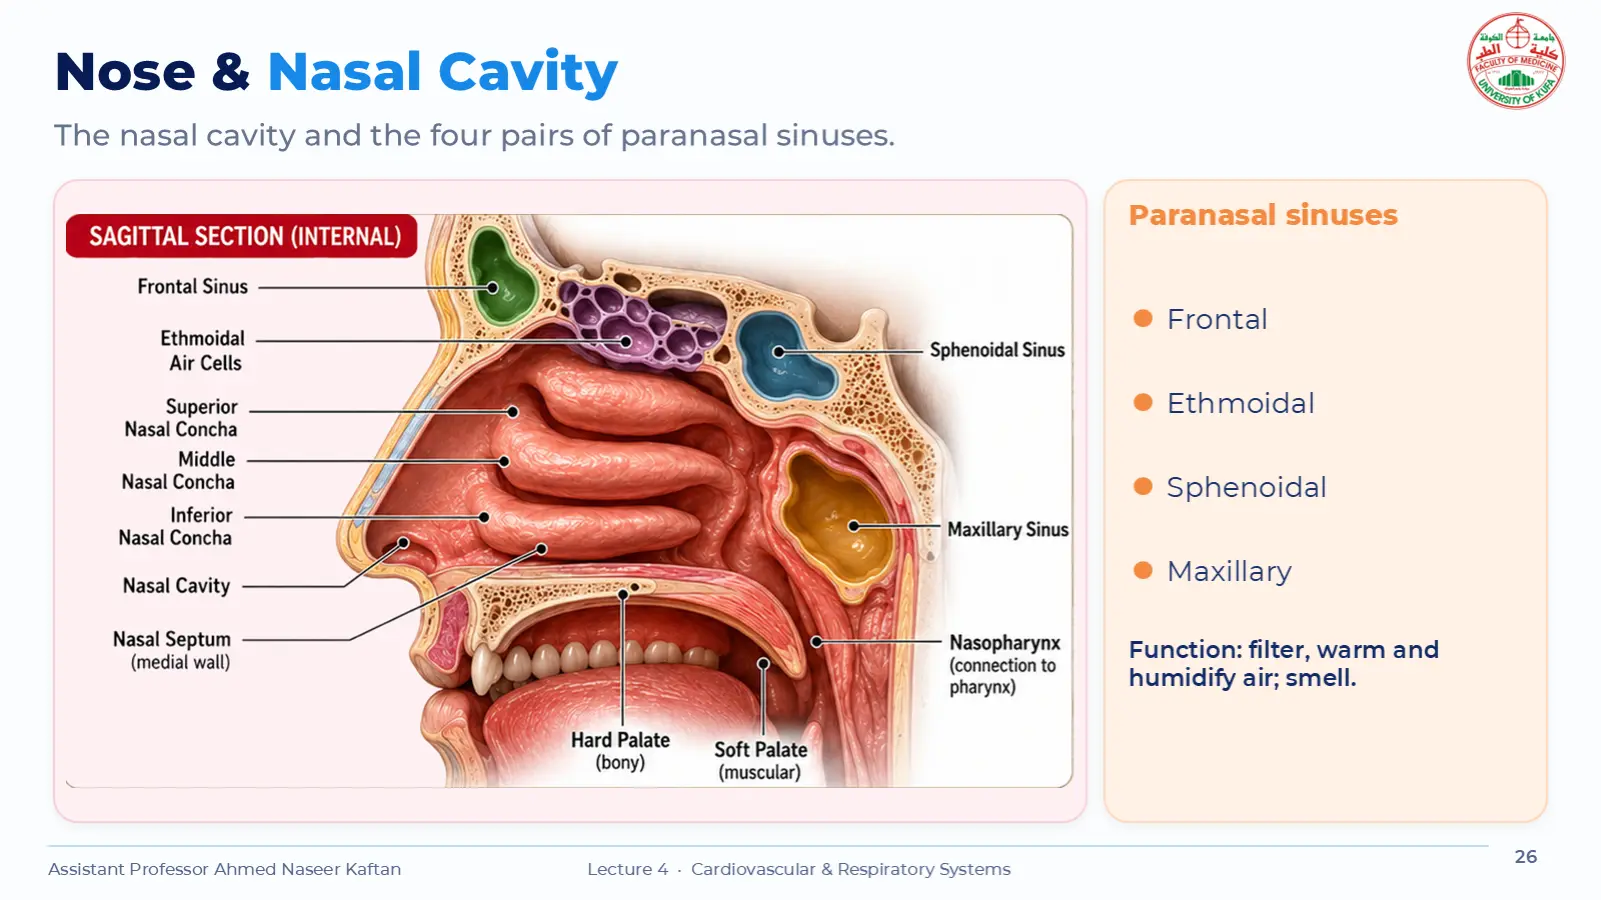 Nose & Nasal Cavity
The nasal cavity and the four pairs of paranasal sinuses.
جامعة الكوفة
كلية الطب
FACULTY OF MEDICINE
UNIVERSITY OF KUFA
SAGITTAL SECTION (INTERNAL)
Frontal Sinus
Ethmoidal
Air Cells
Superior
Nasal Concha
Middle
Nasal Concha
Inferior
Nasal Concha
Nasal Cavity
Nasal Septum
(medial wall)
Hard Palate
(bony)
Soft Palate
(muscular)
Sphenoidal Sinus
Maxillary Sinus
Nasopharynx
(connection to
pharynx)
Paranasal sinuses
Frontal
Ethmoidal
Sphenoidal
Maxillary
Function: filter, warm and
humidify air; smell.
Assistant Professor Ahmed Naseer Kaftan
Lecture 4 · Cardiovascular & Respiratory Systems
26